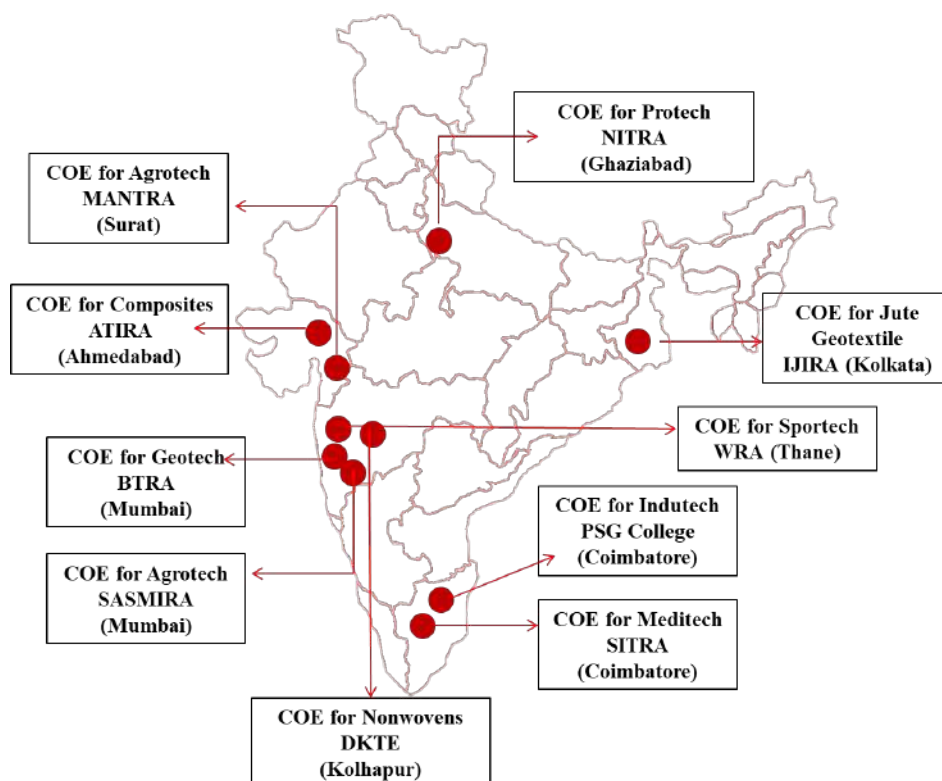 COE for Protech
NITRA
(Ghaziabad)
COE for Agrotech
MANTRA
(Surat)
COE for Composites
ATIRA
(Ahmedabad)
COE for Jute
Geotextile
IJIRA (Kolkata)
COE for Sportech
WRA (Thane)
COE for Geotech
BTRA
(Mumbai)
COE for Indutech
PSG College
(Coimbatore)
COE for Agrotech
SASMIRA
(Mumbai)
COE for Meditech
SITRA
(Coimbatore)
COE for Nonwovens
DKTE
(Kolhapur)